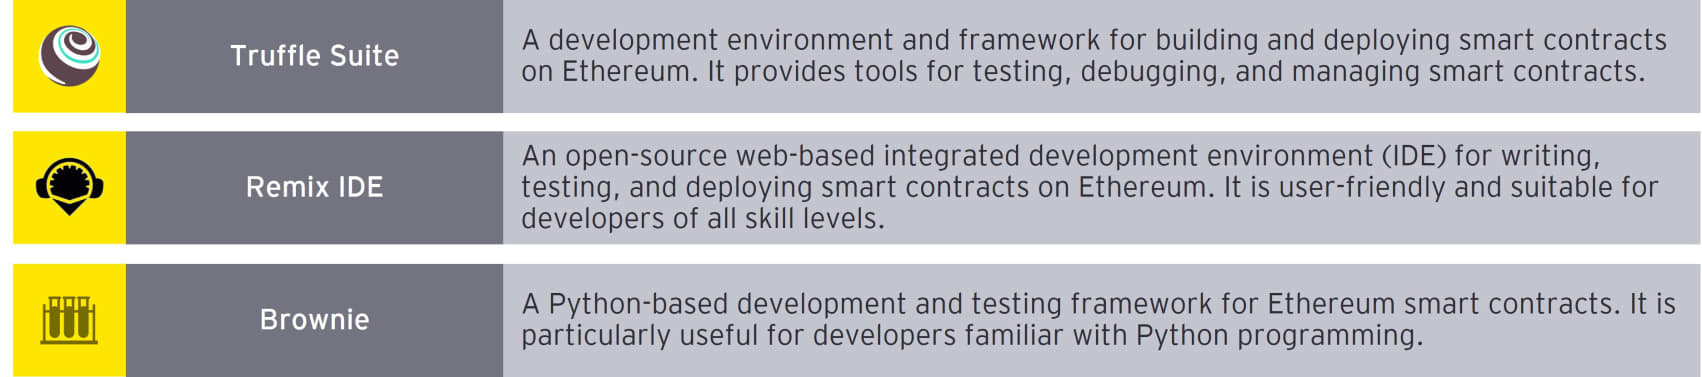 Truffle Suite
A development environment and framework for building and deploying smart contracts
on Ethereum. It provides tools for testing, debugging, and managing smart contracts.
Remix IDE
An open-source web-based integrated development environment (IDE) for writing,
testing, and deploying smart contracts on Ethereum. It is user-friendly and suitable for
developers of all skill levels.
Brownie
A Python-based development and testing framework for Ethereum smart contracts. It is
particularly useful for developers familiar with Python programming.